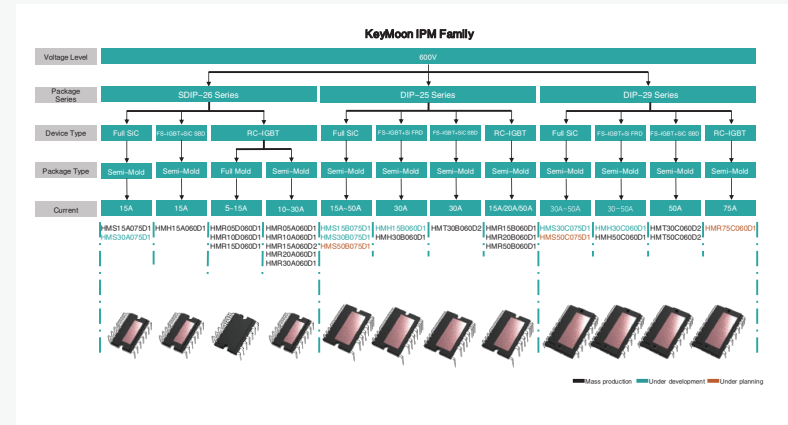 KeyMoon IPM Family
Voltage Level
600V
Package Series
SDIP-26 Series
DIP-25 Series
DIP-29 Series
Device Type
Full SiC
FS-IGBT+SiC SBD
RC-IGBT
Full SiC
FS-IGBT+Si FRD
FS-IGBT+SiC SBD
RC-IGBT
Full SiC
FS-IGBT+Si FRD
FS-IGBT+SiC SBD
RC-IGBT
Package Type
Semi-Mold
Semi-Mold
Full Mold
Semi-Mold
Semi-Mold
Semi-Mold
Semi-Mold
Semi-Mold
Semi-Mold
Semi-Mold
Semi-Mold
Semi-Mold
Current
15A
15A
5~15A
10~30A
15A~50A
30A
30A
15A/20A/50A
30A~50A
30~50A
50A
75A
HMS15A075D1
HMS30A075D1
HMH15A060D1
HMR05D060D1
HMR10D060D1
HMR15D060D1
HMR05A060D1
HMR10A060D1
HMR15A060D2
HMR20A060D1
HMR30A060D1
HMS15B075D1
HMS30B075D1
HMS50B075D1
HMH15B060D1
HMH30B060D1
HMT30B060D2
HMR15B060D1
HMR20B060D1
HMR50B060D1
HMS30C075D1
HMS50C075D1
HMH30C060D1
HMH50C060D1
HMT30C060D2
HMT50C060D2
HMR75C060D1
Mass production
Under development
Under planning